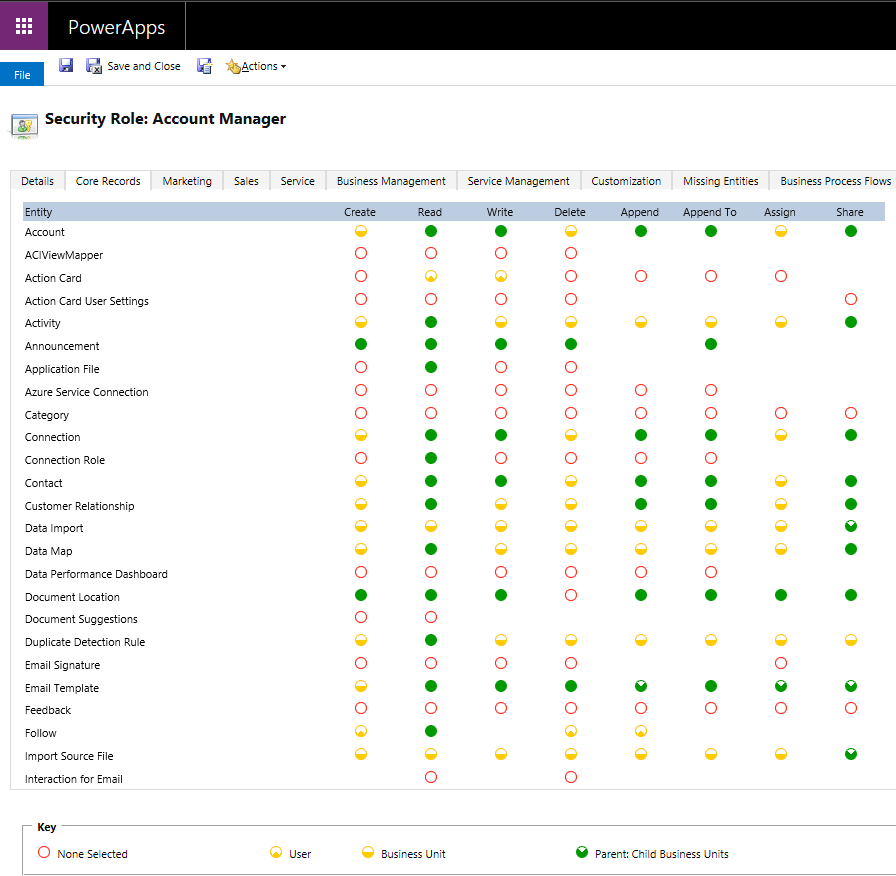 PowerApps
File Save and Close Actions
Security Role: Account Manager
Details Core Records Marketing Sales Service Business Management Service Management Customization Missing Entities Business Process Flows
Entity Create Read Write Delete Append Append To Assign Share
Account
ACIViewMapper
Action Card
Action Card User Settings
Activity
Announcement
Application File
Azure Service Connection
Category
Connection
Connection Role
Contact
Customer Relationship
Data Import
Data Map
Data Performance Dashboard
Document Location
Document Suggestions
Duplicate Detection Rule
Email Signature
Email Template
Feedback
Follow
Import Source File
Interaction for Email
Key
None Selected User Business Unit Parent: Child Business Units